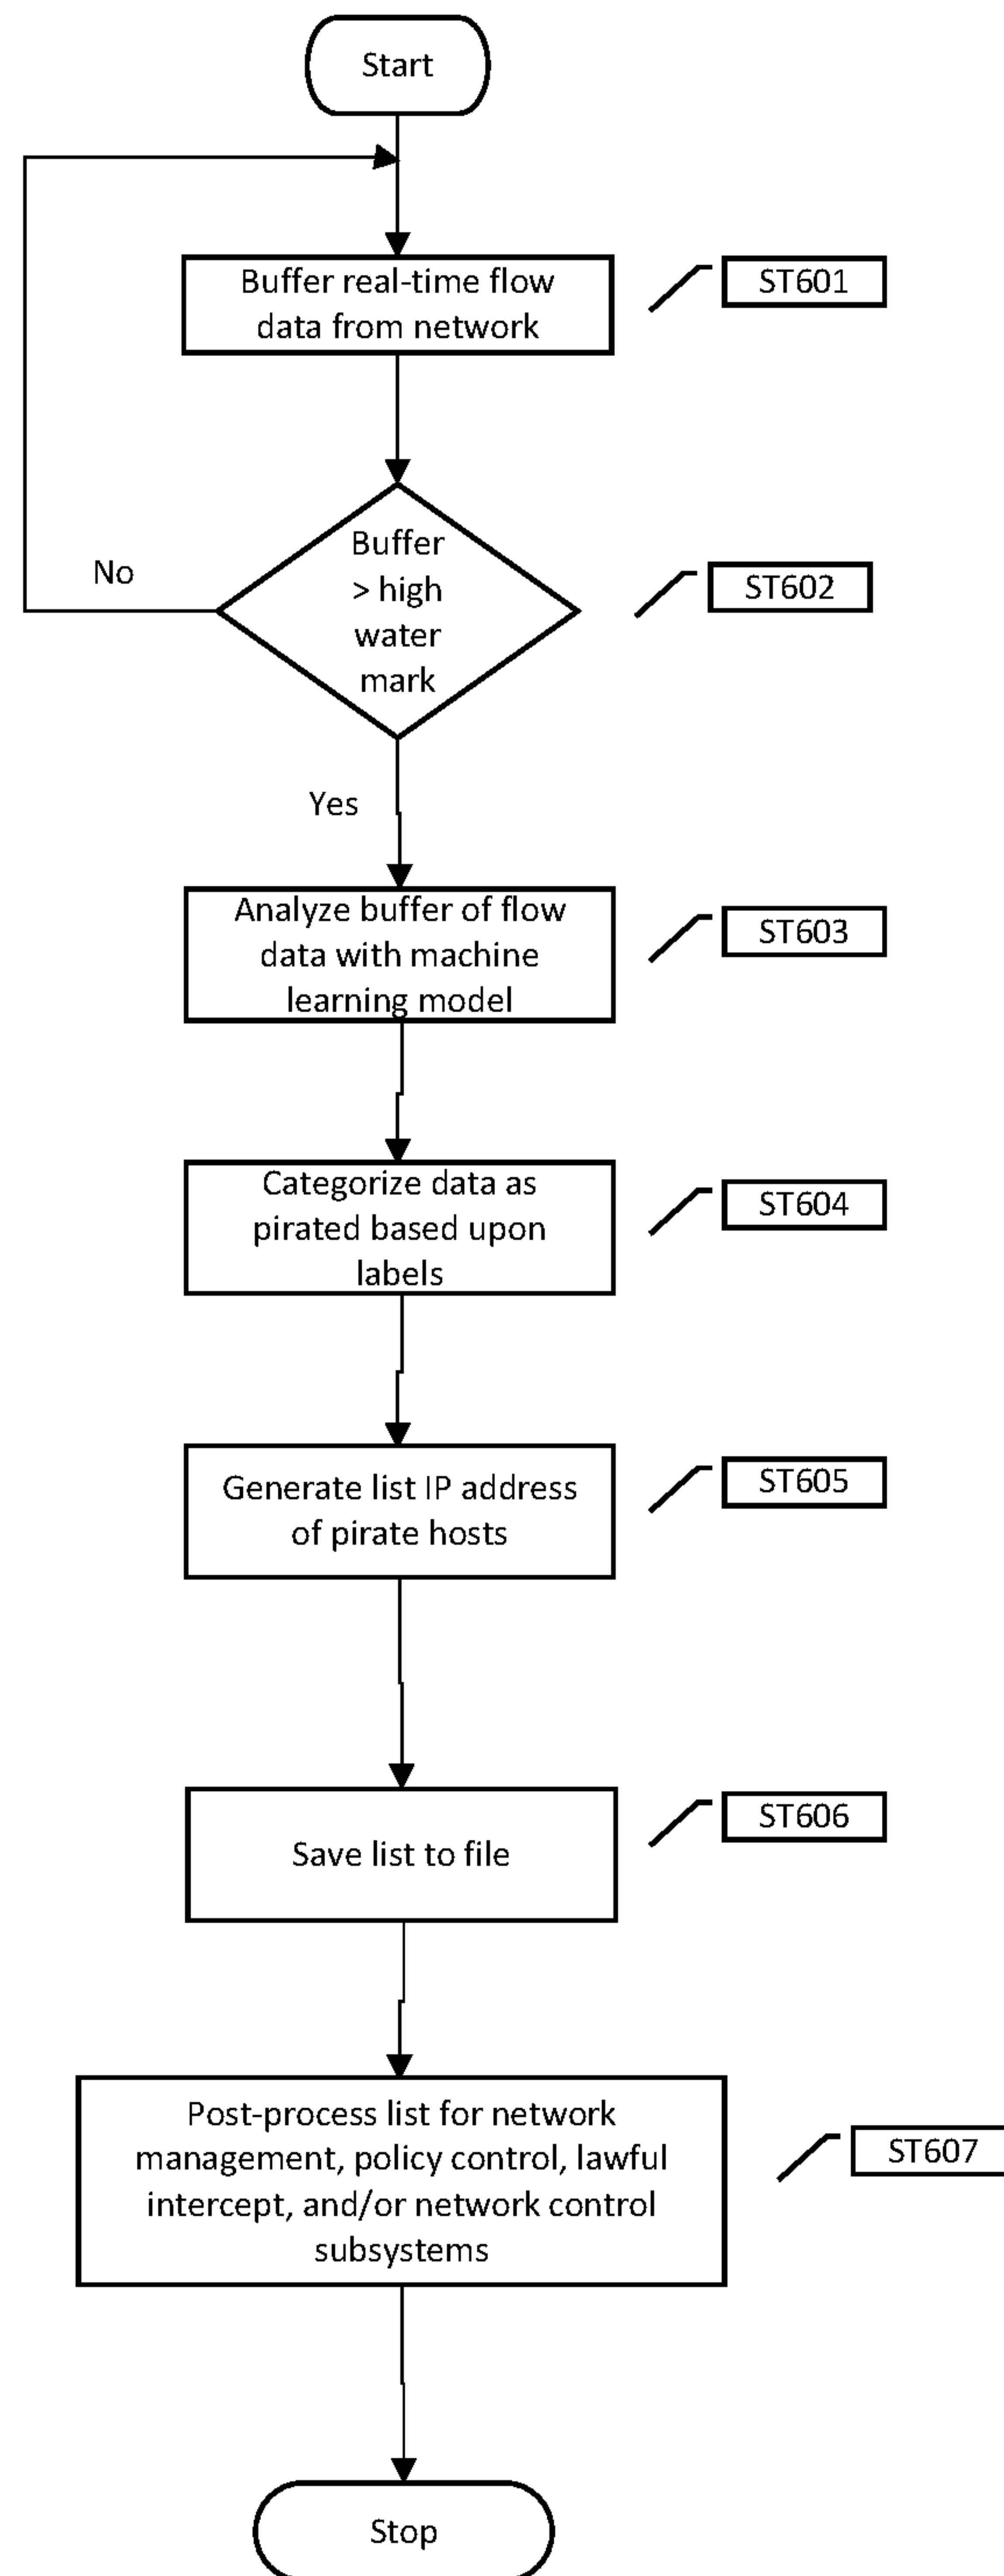 Start
Buffer real-time flow
data from network
ST601
Buffer
> high
water
mark
No
ST602
Yes
Analyze buffer of flow
data with machine
learning model
ST603
Categorize data as
pirated based upon
labels
ST604
Generate list IP address
of pirate hosts
ST605
Save list to file
ST606
Post-process list for network
management, policy control, lawful
intercept, and/or network control
subsystems
ST607
Stop